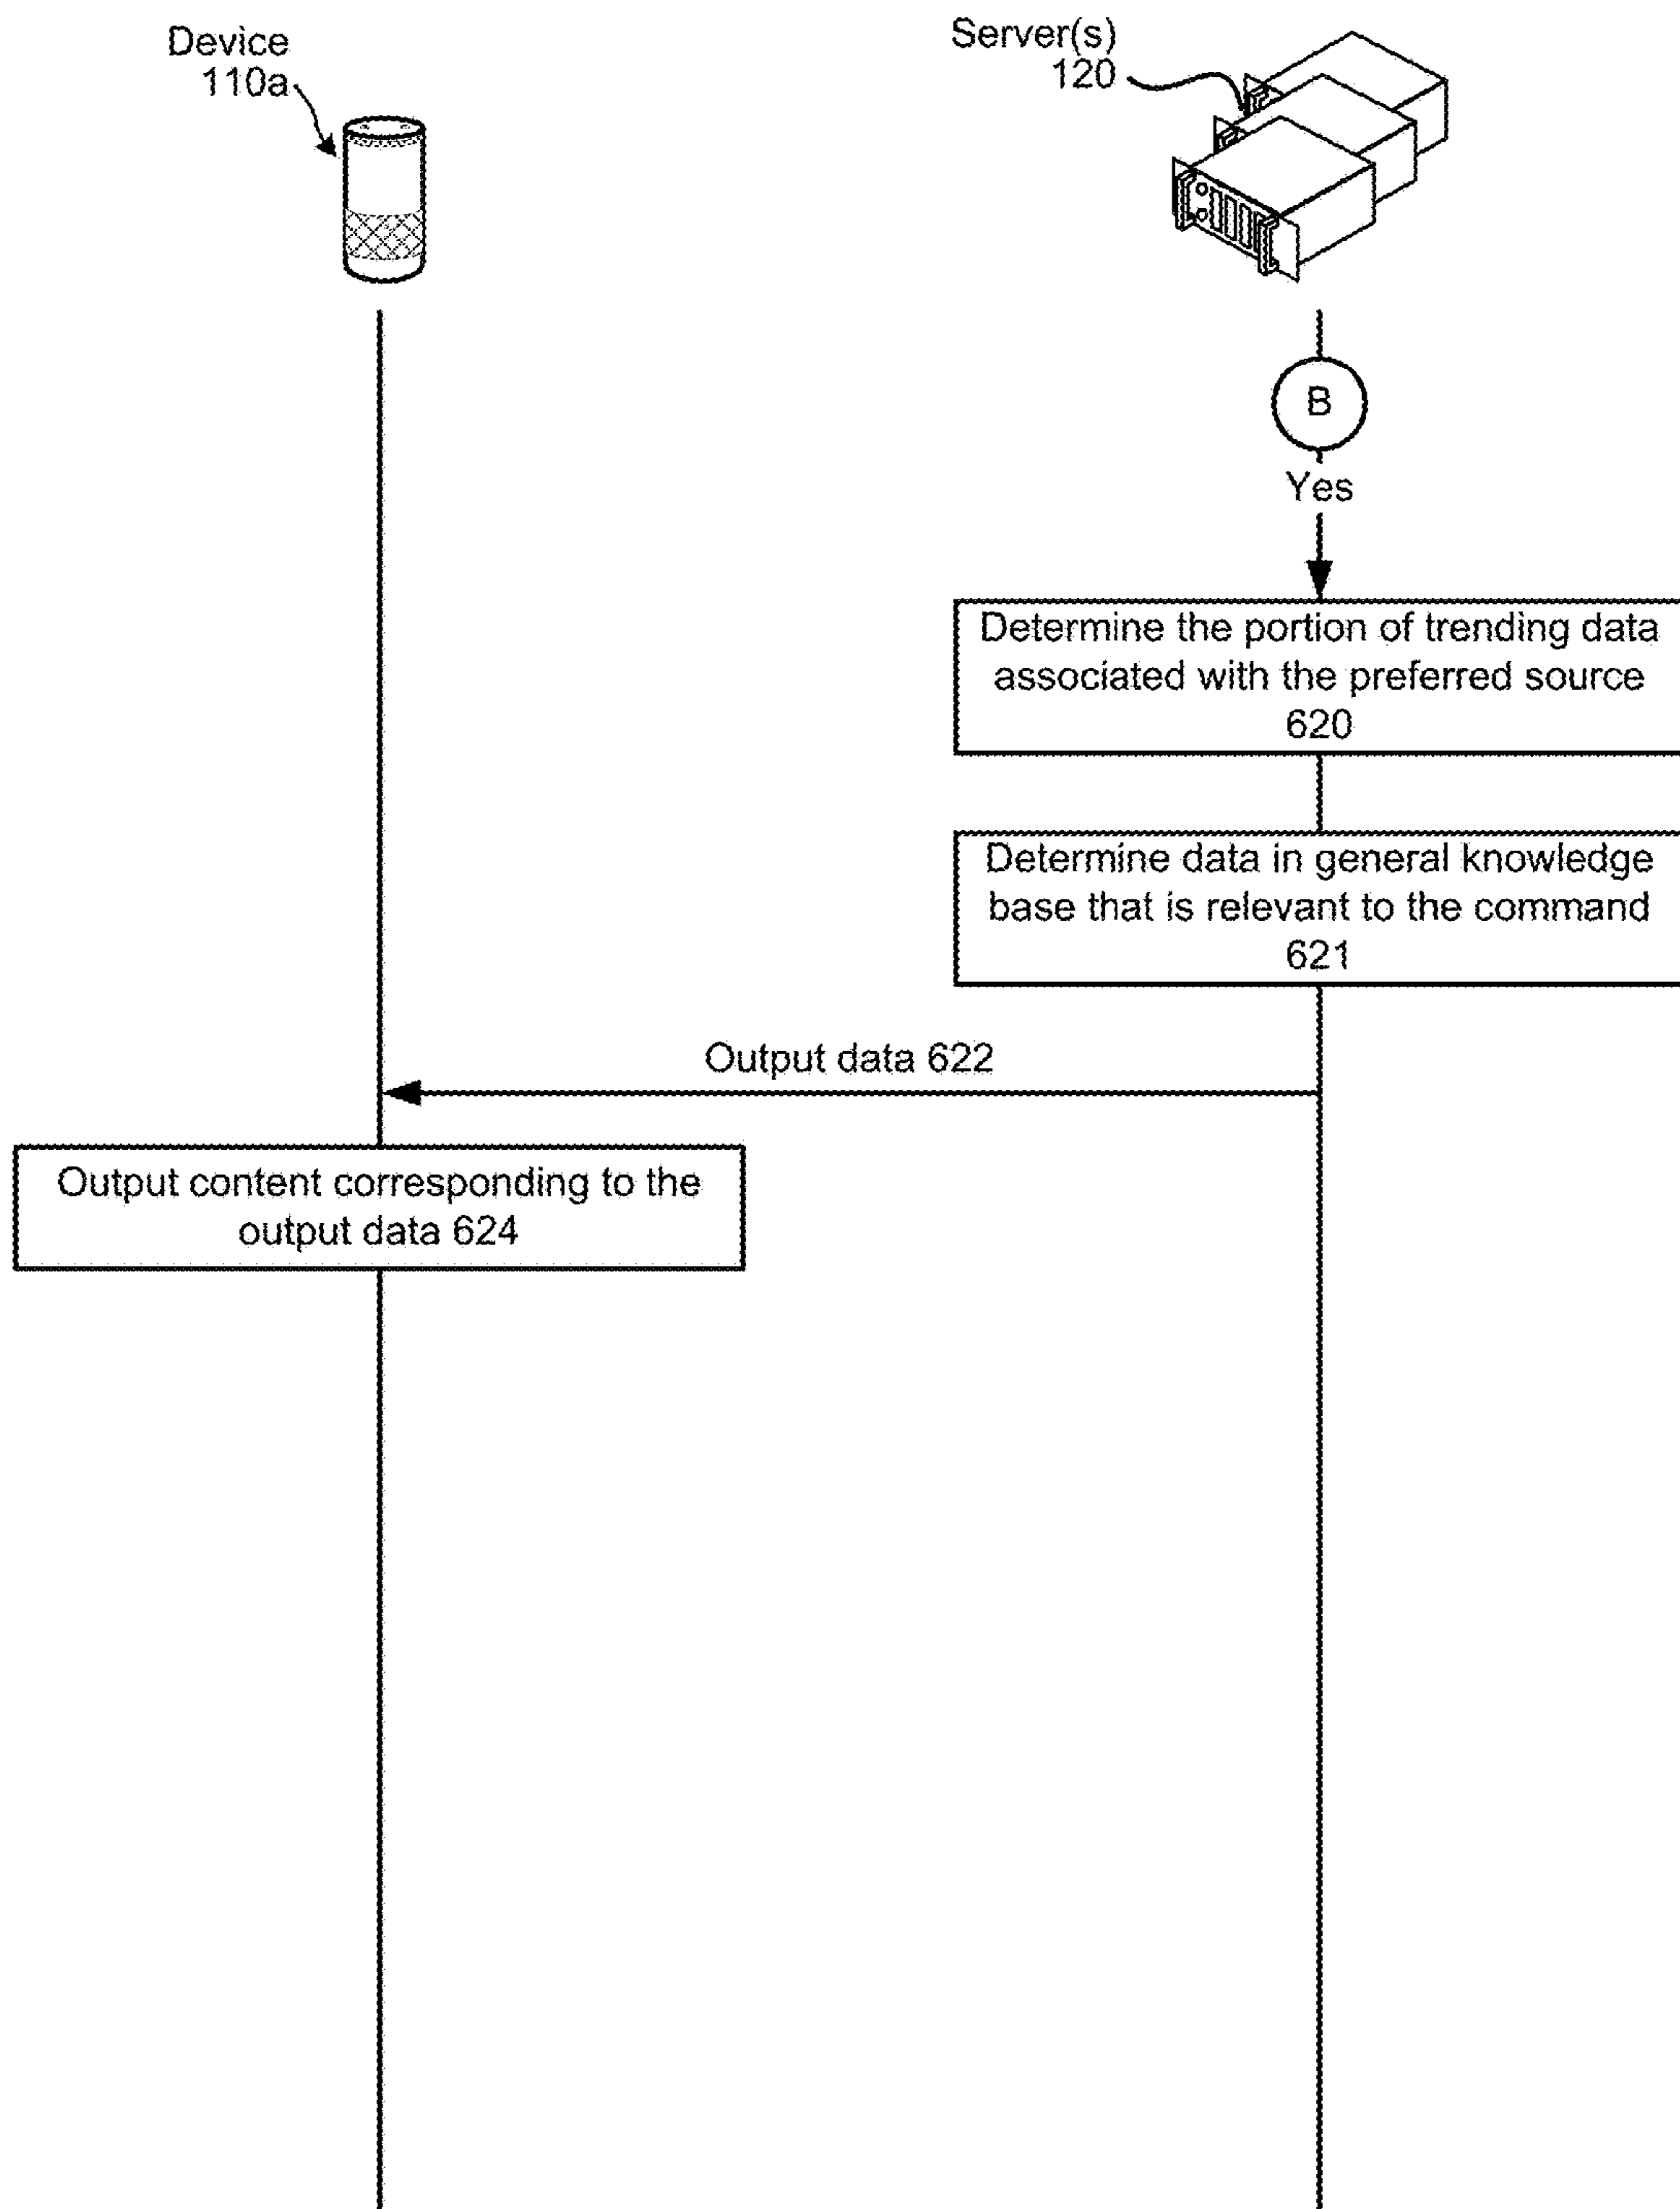 Device
110a
Server(s)
120
B
Yes
Determine the portion of trending data
associated with the preferred source
620
Determine data in general knowledge
base that is relevant to the command
621
Output data 622
Output content corresponding to the
output data 624